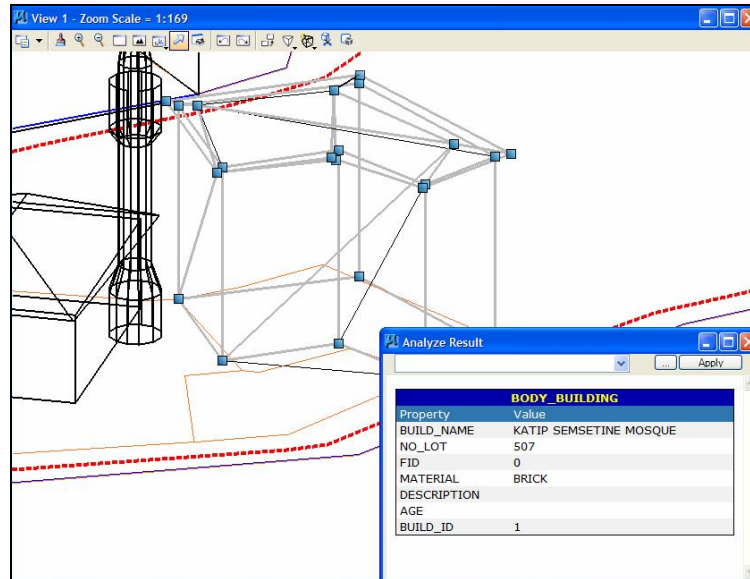 View 1 - Zoom Scale = 1:169
Analyze Result
... Apply
BODY_BUILDING
Property Value
BUILD_NAME KATIP SEMSETINE MOSQUE
NO_LOT 507
FID 0
MATERIAL BRICK
DESCRIPTION
AGE
BUILD_ID 1